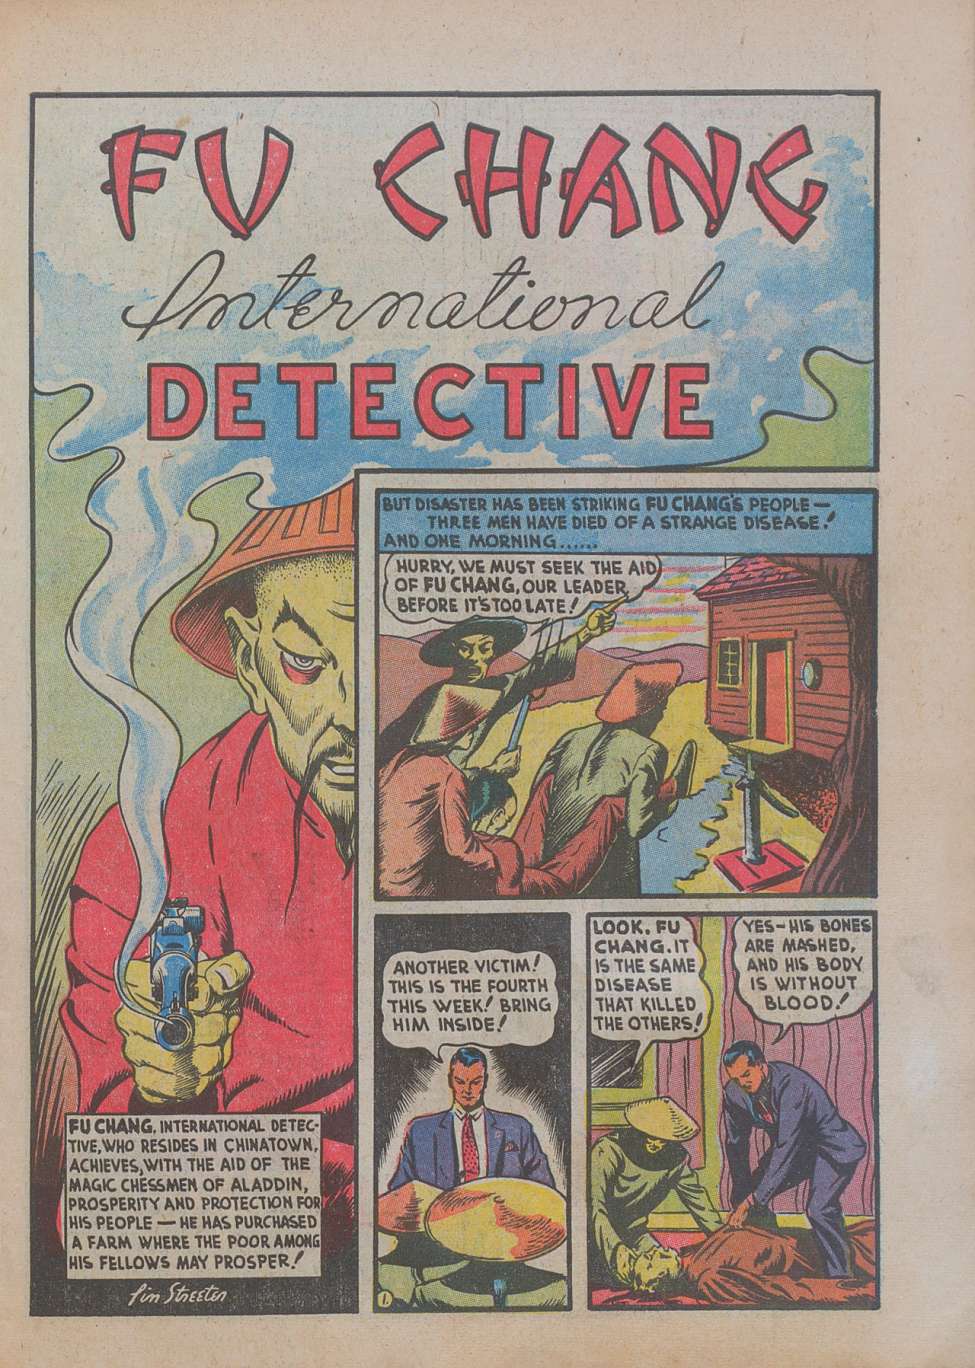 FU CHANG
International
DETECTIVE
BUT DISASTER HAS BEEN STRIKING FU CHANG'S PEOPLE —
THREE MEN HAVE DIED OF A STRANGE DISEASE!
AND ONE MORNING......
HURRY, WE MUST SEEK THE AID
OF FU CHANG, OUR LEADER,
BEFORE IT'S TOO LATE!
ANOTHER VICTIM!
THIS IS THE FOURTH
THIS WEEK! BRING
HIM INSIDE!
LOOK, FU
CHANG. IT
IS THE SAME
DISEASE
THAT KILLED
THE OTHERS!
YES—HIS BONES
ARE MASHED,
AND HIS BODY
IS WITHOUT
BLOOD!
FU CHANG, INTERNATIONAL DETEC-
TIVE, WHO RESIDES IN CHINATOWN,
ACHIEVES, WITH THE AID OF THE
MAGIC CHESSMEN OF ALADDIN,
PROSPERITY AND PROTECTION FOR
HIS PEOPLE — HE HAS PURCHASED
A FARM WHERE THE POOR AMONG
HIS FELLOWS MAY PROSPER!
Lin Streeter
1.